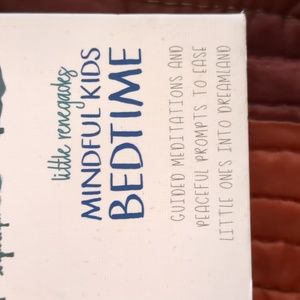 little renegades
MINDFUL KIDS
BEDTIME
GUIDED MEDITATIONS AND
PEACEFUL PROMPTS TO EASE
LITTLE ONES INTO DREAMLAND